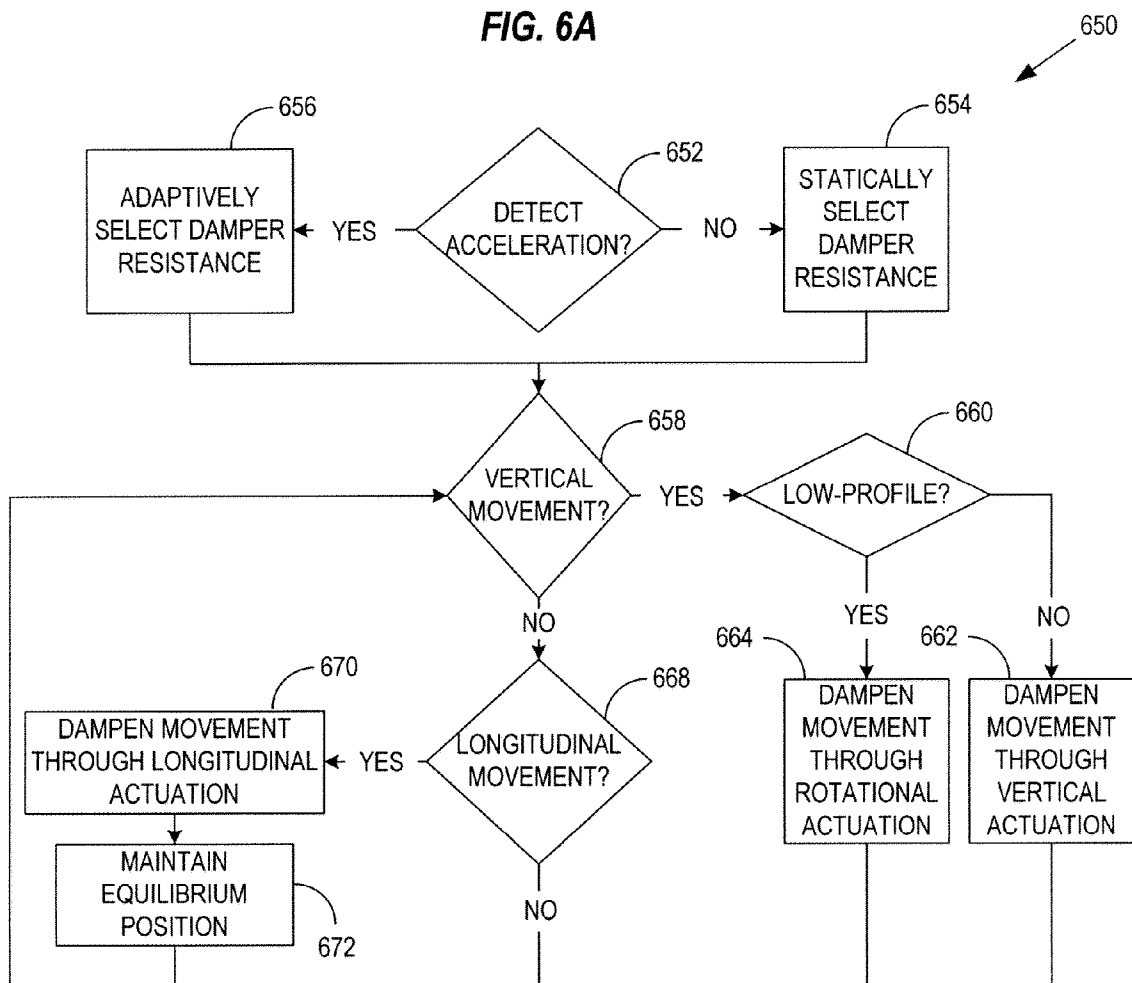 FIG. 6A
650
656
652
654
ADAPTIVELY
SELECT DAMPER
RESISTANCE
YES
DETECT
ACCELERATION?
NO
STATICALLY
SELECT
DAMPER
RESISTANCE
658
660
VERTICAL
MOVEMENT?
YES
LOW-PROFILE?
NO
YES
NO
670
668
664
662
DAMPEN MOVEMENT
THROUGH LONGITUDINAL
ACTUATION
YES
LONGITUDINAL
MOVEMENT?
DAMPEN
MOVEMENT
THROUGH
ROTATIONAL
ACTUATION
DAMPEN
MOVEMENT
THROUGH
VERTICAL
ACTUATION
MAINTAIN
EQUILIBRIUM
POSITION
672
NO